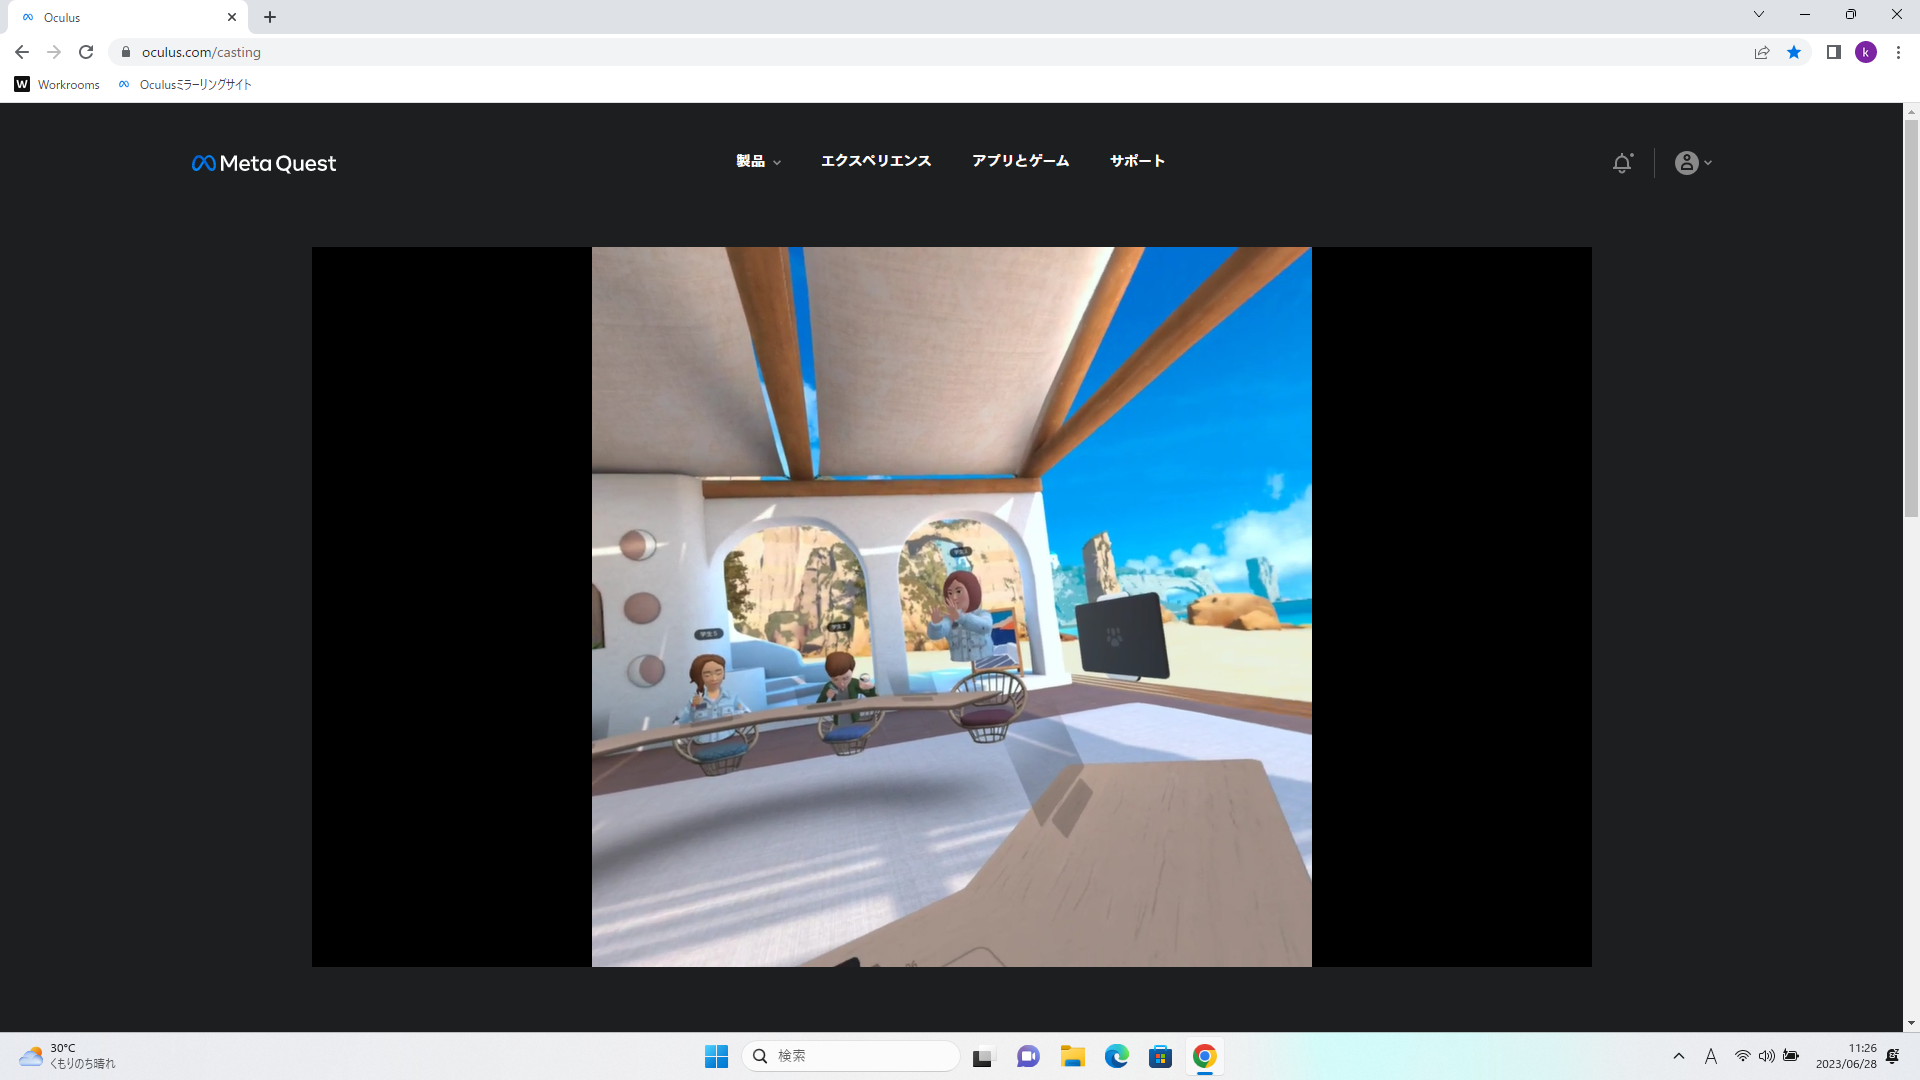 Oculus
oculus.com/casting
k
W Workrooms
Oculusミラーリングサイト
Meta Quest
製品
エクスペリエンス
アプリとゲーム
サポート
30°C
くもりのち晴れ
検索
A
11:26
2023/06/28